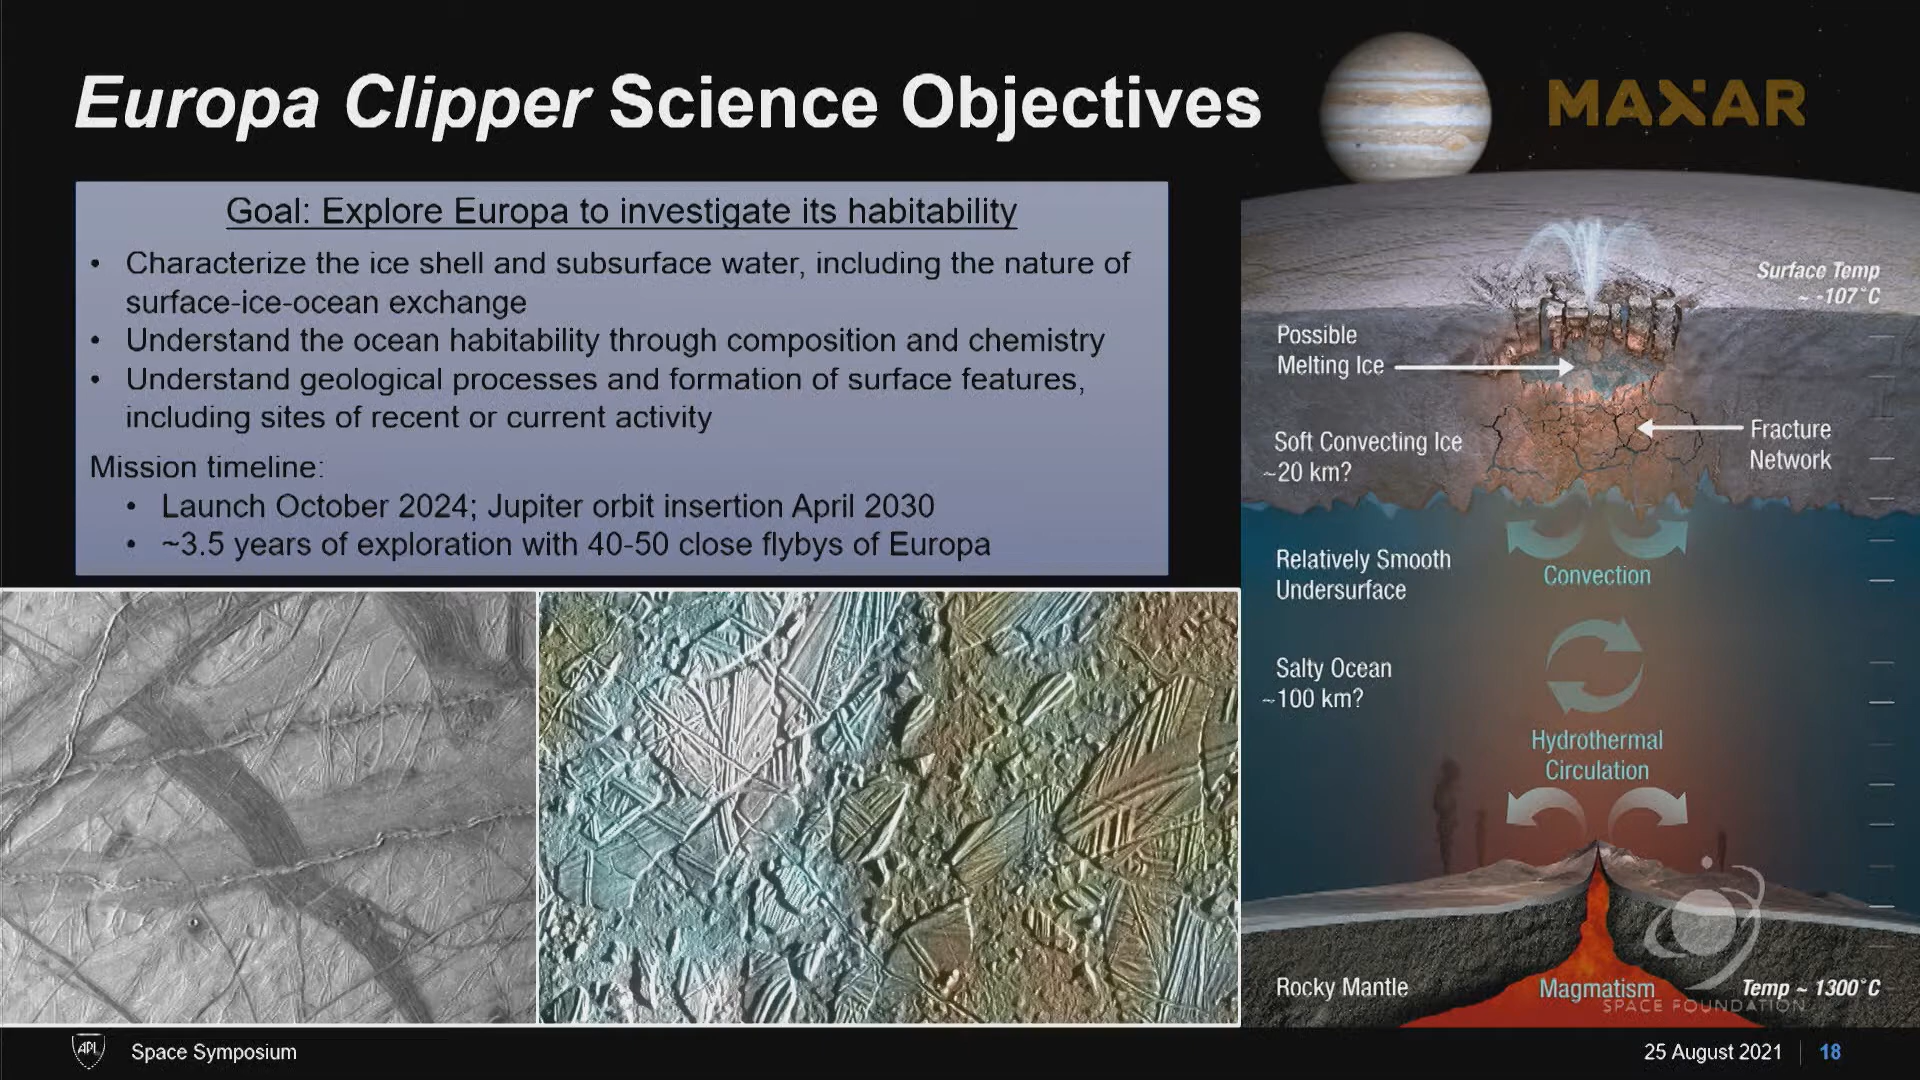 Europa Clipper Science Objectives
MAXAR
Goal: Explore Europa to investigate its habitability
• Characterize the ice shell and subsurface water, including the nature of
surface-ice-ocean exchange
• Understand the ocean habitability through composition and chemistry
• Understand geological processes and formation of surface features,
including sites of recent or current activity
Mission timeline:
• Launch October 2024; Jupiter orbit insertion April 2030
• ~3.5 years of exploration with 40-50 close flybys of Europa
Surface Temp
~ -107°C
Possible
Melting Ice
Fracture
Network
Soft Convecting Ice
~20 km?
Relatively Smooth
Undersurface
Convection
Salty Ocean
~100 km?
Hydrothermal
Circulation
Rocky Mantle
Magmatism
Temp ~ 1300°C
SPACE FOUNDATION
APL
Space Symposium
25 August 2021
18